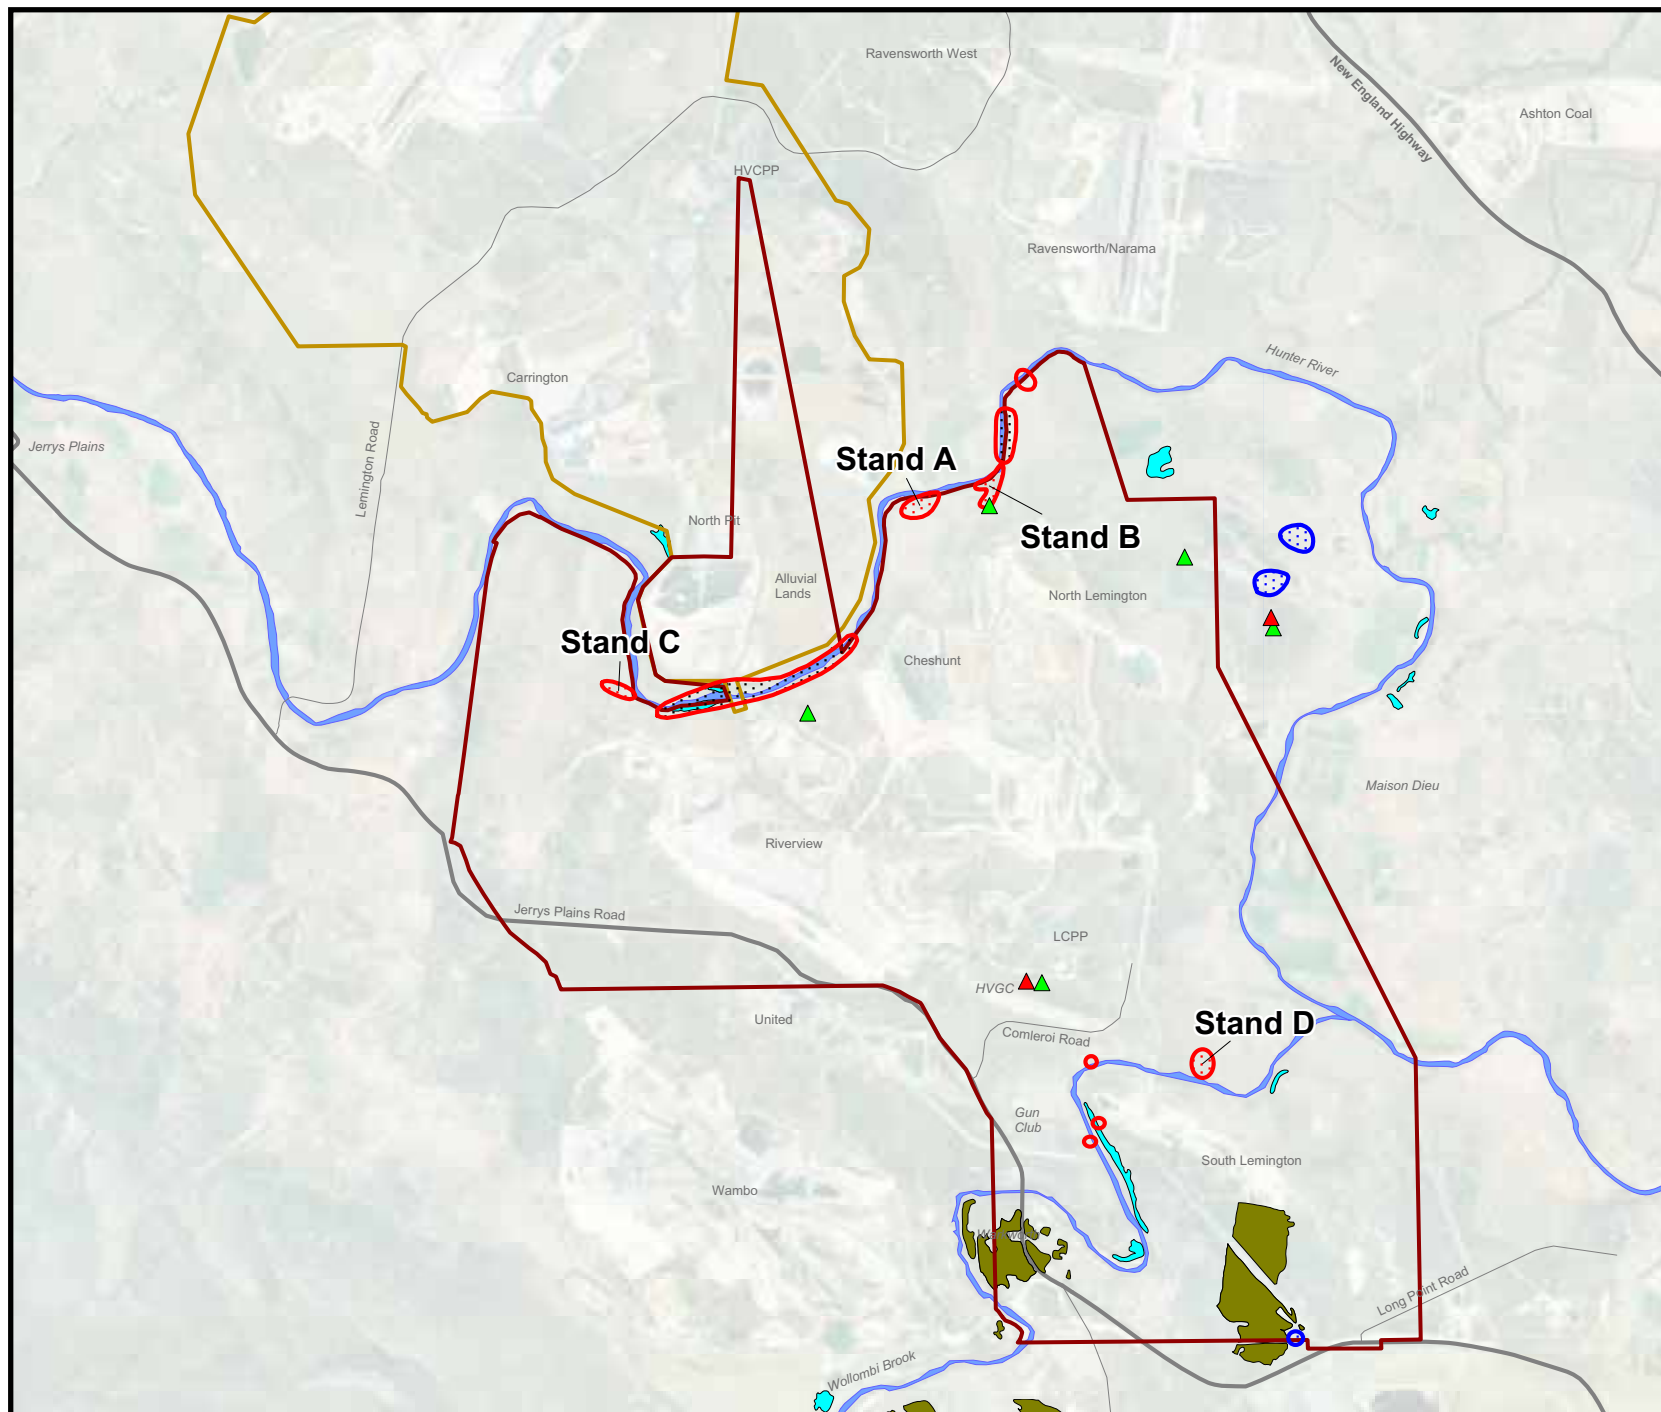 Ravensworth West
New England Highway
Ashton Coal
HVCPP
Ravensworth/Narama
Hunter River
Carrington
Jerrys Plains
Lemington Road
Stand A
North Pit
Stand B
Alluvial
Lands
North Lemington
Stand C
Cheshunt
Maison Dieu
Riverview
Jerrys Plains Road
LCPP
HVGC
United
Stand D
Comleroi Road
Gun
Club
South Lemington
Wambo
Long Point Road
Wollombi Brook